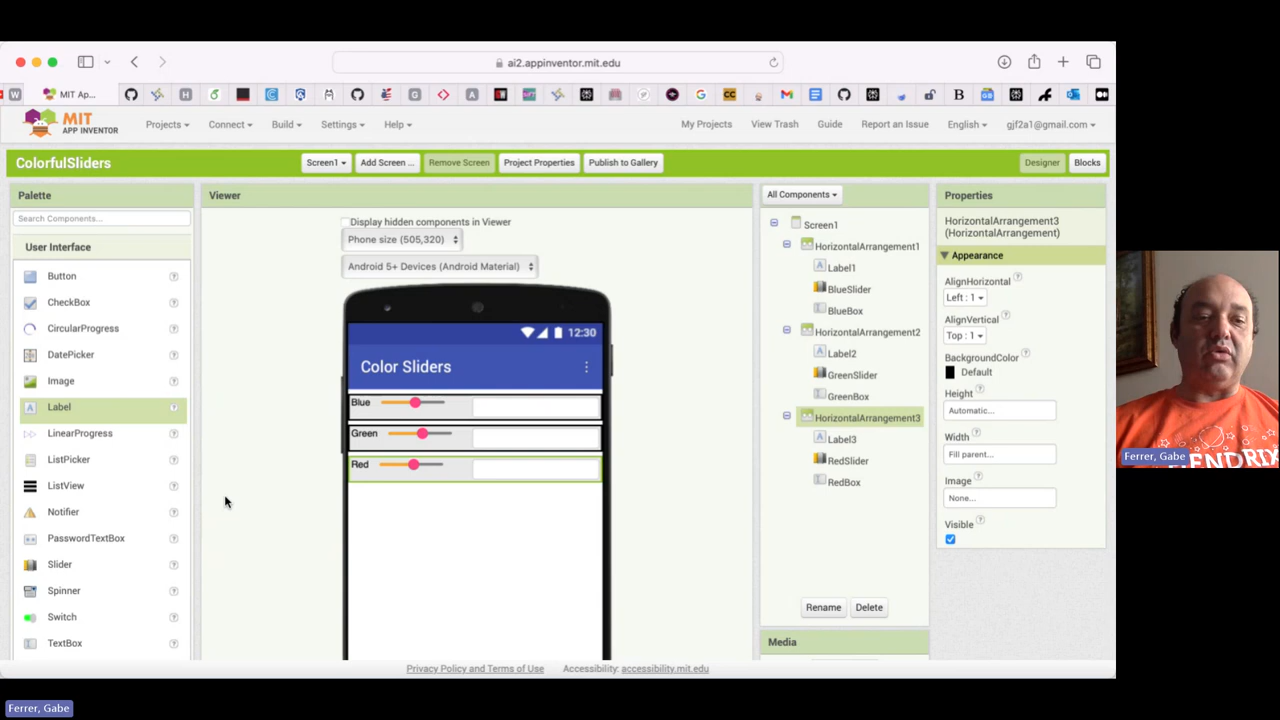 ai2.appinventor.mit.edu
MIT Ap...
MIT
APP INVENTOR
Projects
Connect
Build
Settings
Help
My Projects
View Trash
Guide
Report an Issue
English
gjf2a1@gmail.com
ColorfulSliders
Screen1
Add Screen ...
Remove Screen
Project Properties
Publish to Gallery
Designer
Blocks
Palette
Search Components...
User Interface
Button
CheckBox
CircularProgress
DatePicker
Image
Label
LinearProgress
ListPicker
ListView
Notifier
PasswordTextBox
Slider
Spinner
Switch
TextBox
Viewer
Display hidden components in Viewer
Phone size (505,320)
Android 5+ Devices (Android Material)
12:30
Color Sliders
Blue
Green
Red
All Components
Screen1
HorizontalArrangement1
Label1
BlueSlider
BlueBox
HorizontalArrangement2
Label2
GreenSlider
GreenBox
HorizontalArrangement3
Label3
RedSlider
RedBox
Rename
Delete
Media
Properties
HorizontalArrangement3
(HorizontalArrangement)
Appearance
AlignHorizontal
Left : 1
AlignVertical
Top : 1
BackgroundColor
Default
Height
Automatic...
Width
Fill parent...
Image
None...
Visible
Privacy Policy and Terms of Use
Accessibility: accessibility.mit.edu
Ferrer, Gabe
ENDRIX
Ferrer, Gabe